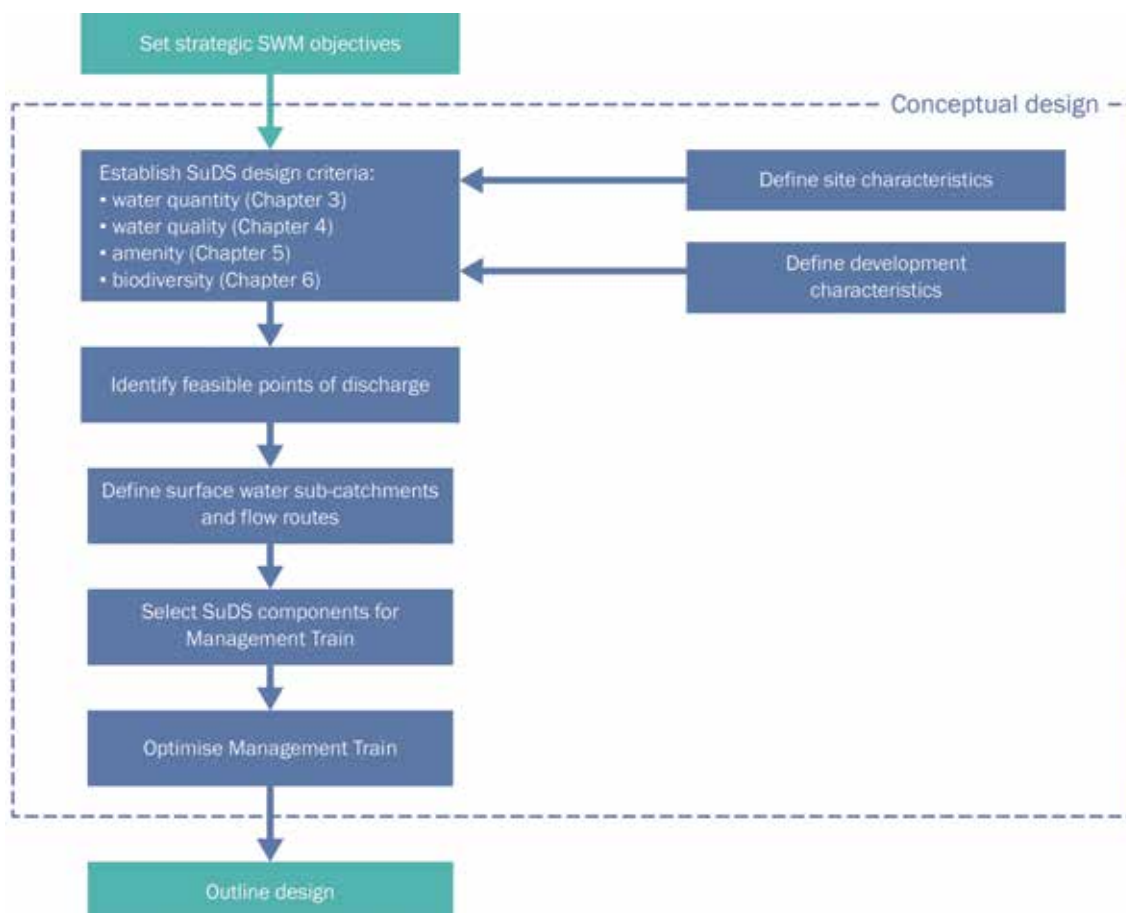 Set strategic SWM objectives
Conceptual design
Establish SuDS design criteria:
• water quantity (Chapter 3)
• water quality (Chapter 4)
• amenity (Chapter 5)
• biodiversity (Chapter 6)
Define site characteristics
Define development
characteristics
Identify feasible points of discharge
Define surface water sub-catchments
and flow routes
Select SuDS components for
Management Train
Optimise Management Train
Outline design